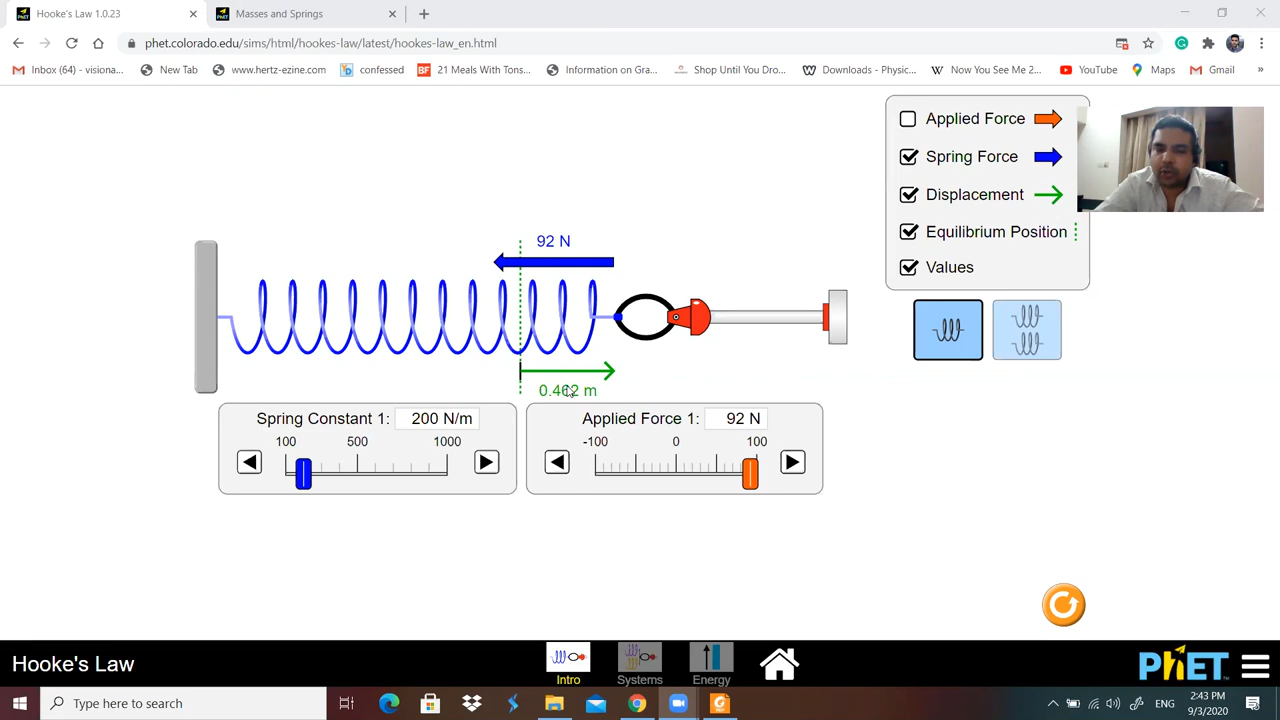 Hooke's Law 1.0.23
Masses and Springs
phet.colorado.edu/sims/html/hookes-law/latest/hookes-law_en.html
Inbox (64) - visiona...
New Tab
www.hertz-ezine.com
confessed
21 Meals With Tons...
Information on Gra...
Shop Until You Dro...
Downloads - Physic...
Now You See Me 2...
YouTube
Maps
Gmail
»
Applied Force
Spring Force
Displacement
Equilibrium Position
Values
92 N
0.462 m
Spring Constant 1: 200 N/m
100 500 1000
Applied Force 1: 92 N
-100 0 100
Hooke's Law
Intro
Systems
Energy
PhET
Type here to search
ENG
2:43 PM
9/3/2020